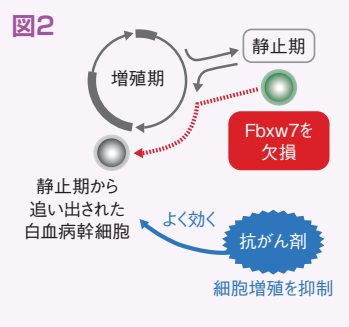 図2
増殖期
静止期
Fbxw7を
欠損
静止期から
追い出された
白血病幹細胞
よく効く
抗がん剤
細胞増殖を抑制